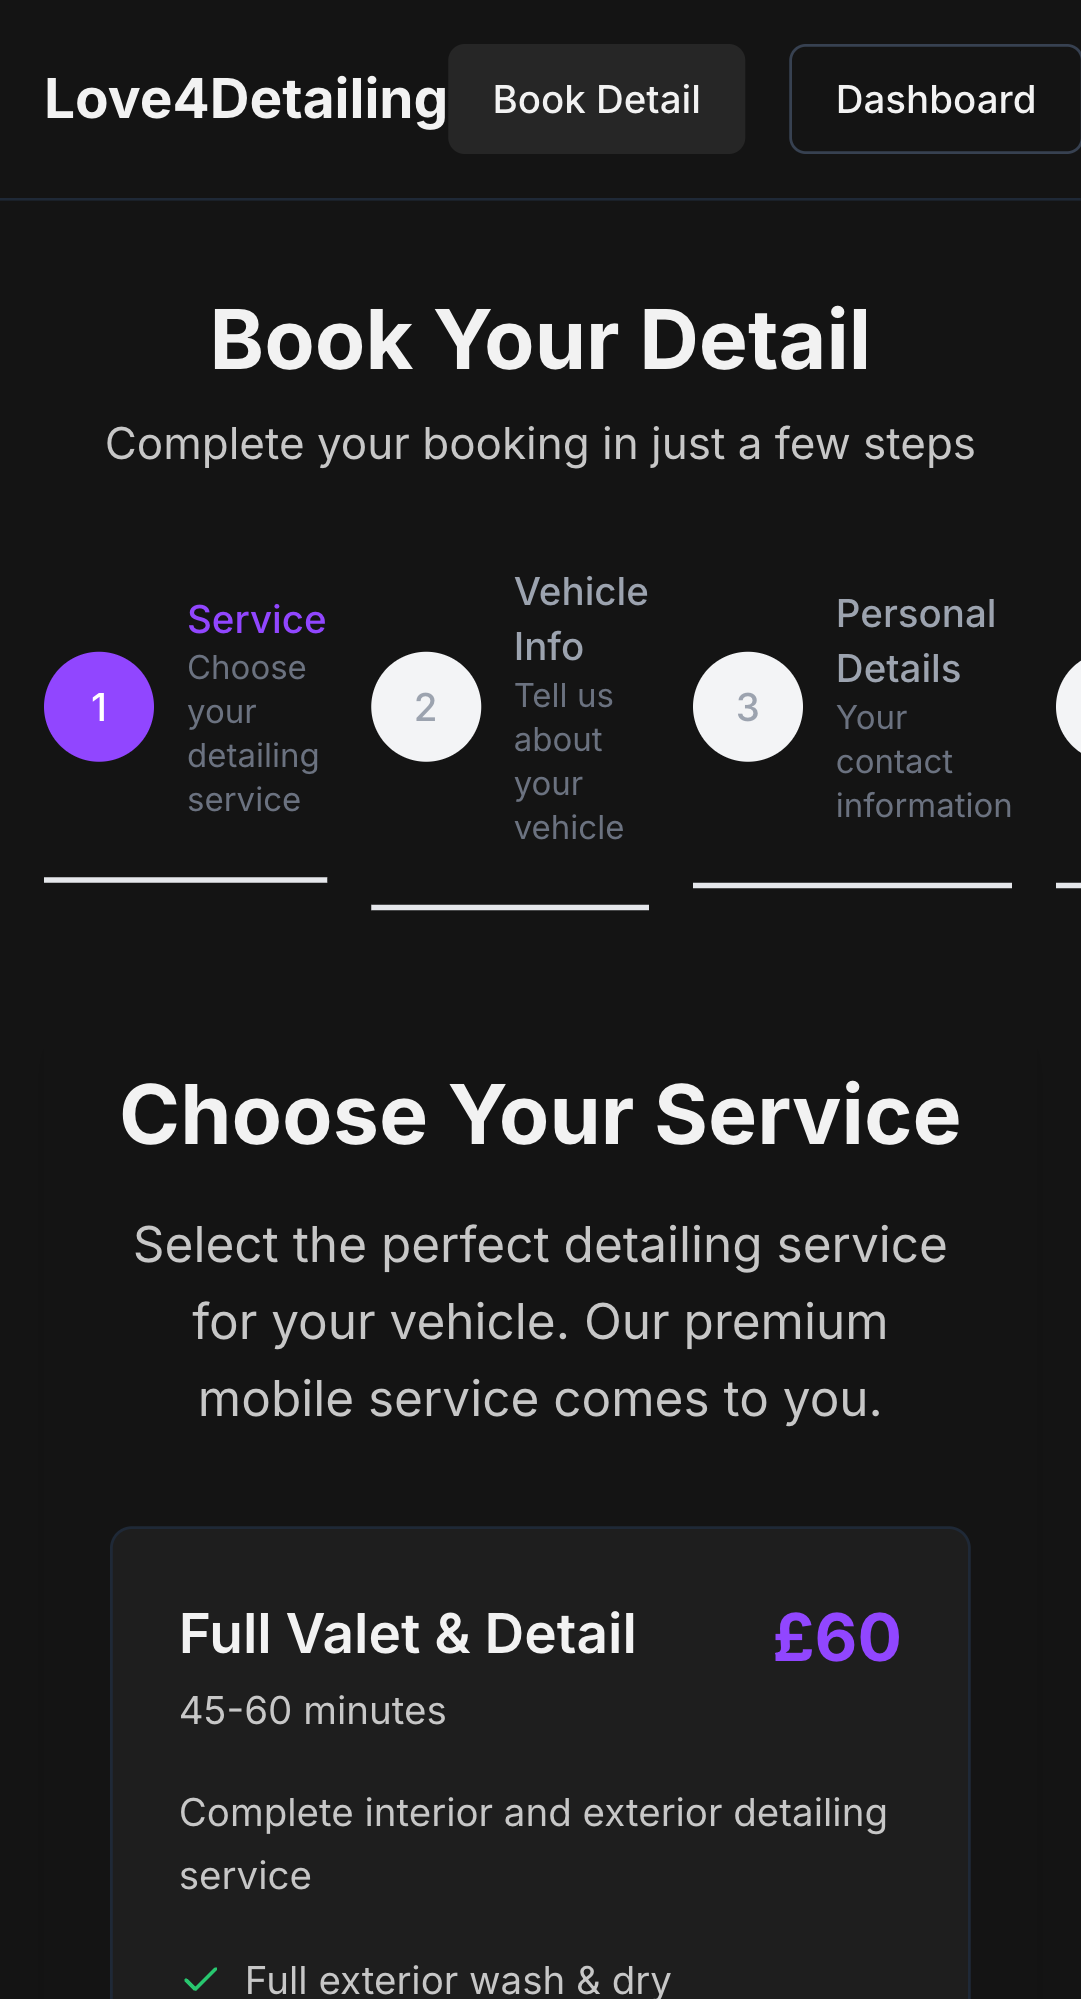 Love4Detailing
Book Detail
Dashboard
Book Your Detail
Complete your booking in just a few steps
1
Service
Choose
your
detailing
service
2
Vehicle
Info
Tell us
about
your
vehicle
3
Personal
Details
Your
contact
information
Choose Your Service
Select the perfect detailing service
for your vehicle. Our premium
mobile service comes to you.
Full Valet & Detail
£60
45-60 minutes
Complete interior and exterior detailing
service
Full exterior wash & dry